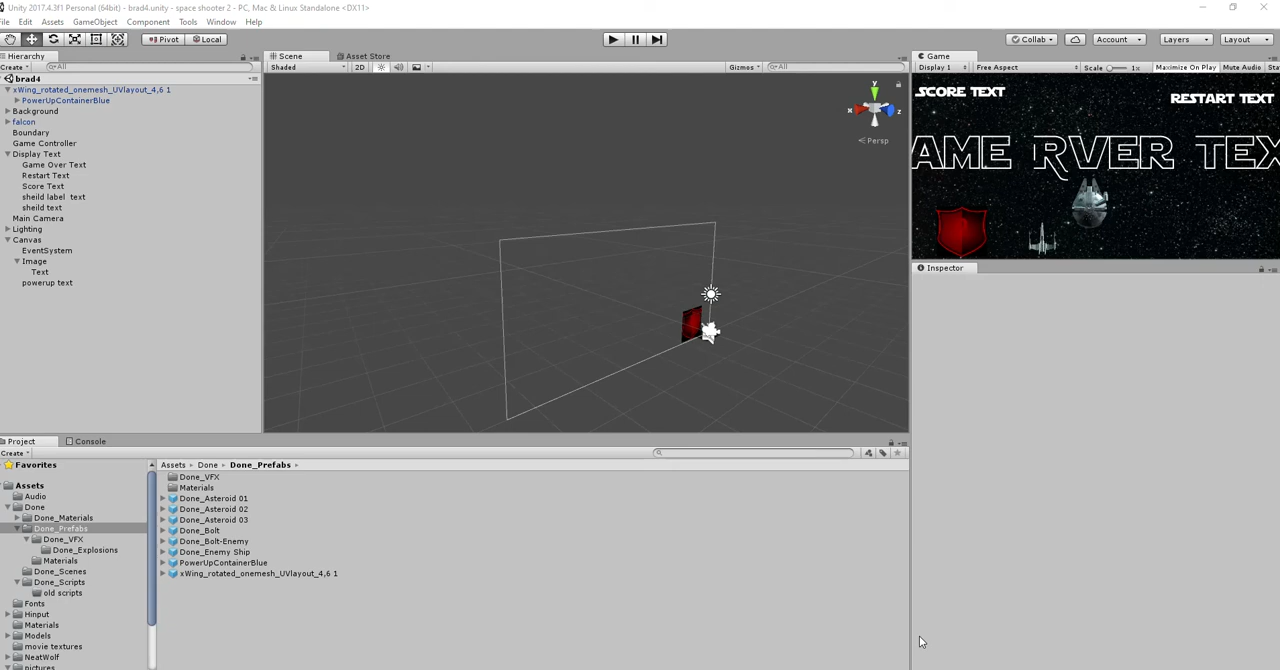 Unity 2017.4.3f1 Personal (64bit) - brad4.unity - space shooter 2 - PC, Mac & Linux Standalone <DX11>
File Edit Assets GameObject Component Tools Window Help
Pivot Local Collab Account Layers Layout
Hierarchy
Create All
brad4
xWing_rotated_onemesh_UVlayout_4,6 1
PowerUpContainerBlue
Background
falcon
Boundary
Game Controller
Display Text
Game Over Text
Restart Text
Score Text
sheild label text
sheild text
Main Camera
Lighting
Canvas
EventSystem
Image
Text
powerup text
Scene Asset Store
Shaded 2D Gizmos All
y
x z
Persp
Game
Display 1 Free Aspect Scale 1x Maximize On Play Mute Audio Sta
SCORE TEXT
RESTART TEXT
AME RVER TEX
Inspector
Project Console
Create
Favorites
Assets
Audio
Done
Done_Materials
Done_Prefabs
Done_VFX
Done_Explosions
Materials
Done_Scenes
Done_Scripts
old scripts
Fonts
Hinput
Materials
Models
movie textures
NeatWolf
pictures
Assets Done Done_Prefabs
Done_VFX
Materials
Done_Asteroid 01
Done_Asteroid 02
Done_Asteroid 03
Done_Bolt
Done_Bolt-Enemy
Done_Enemy Ship
PowerUpContainerBlue
xWing_rotated_onemesh_UVlayout_4,6 1